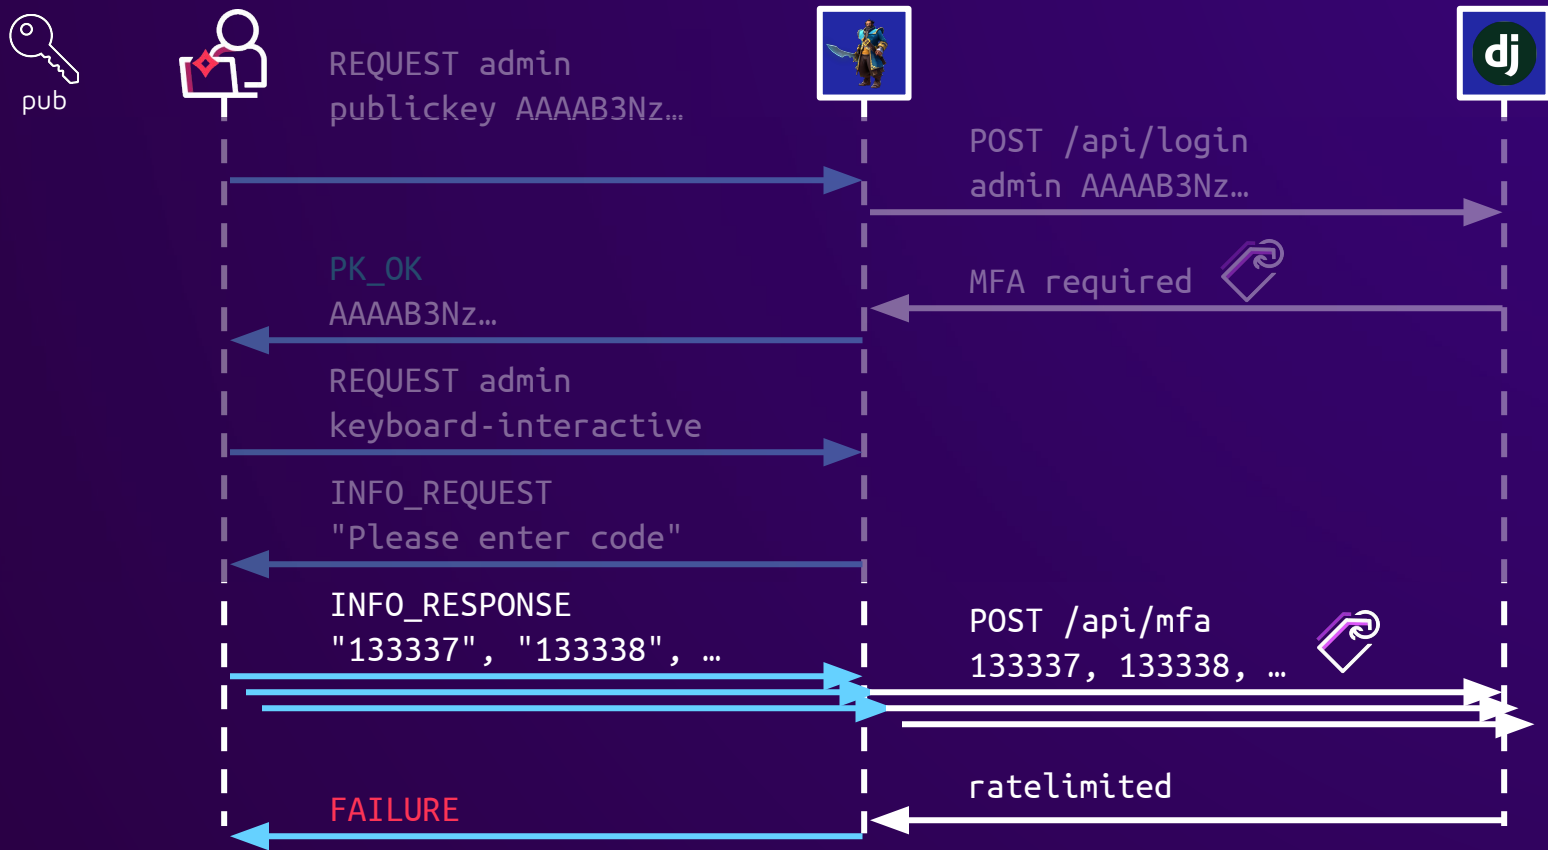 pub
REQUEST admin
publickey AAAAB3Nz…
dj
POST /api/login
admin AAAAB3Nz…
PK_OK
AAAAB3Nz…
MFA required
REQUEST admin
keyboard-interactive
INFO_REQUEST
"Please enter code"
INFO_RESPONSE
"133337", "133338", …
POST /api/mfa
133337, 133338, …
ratelimited
FAILURE